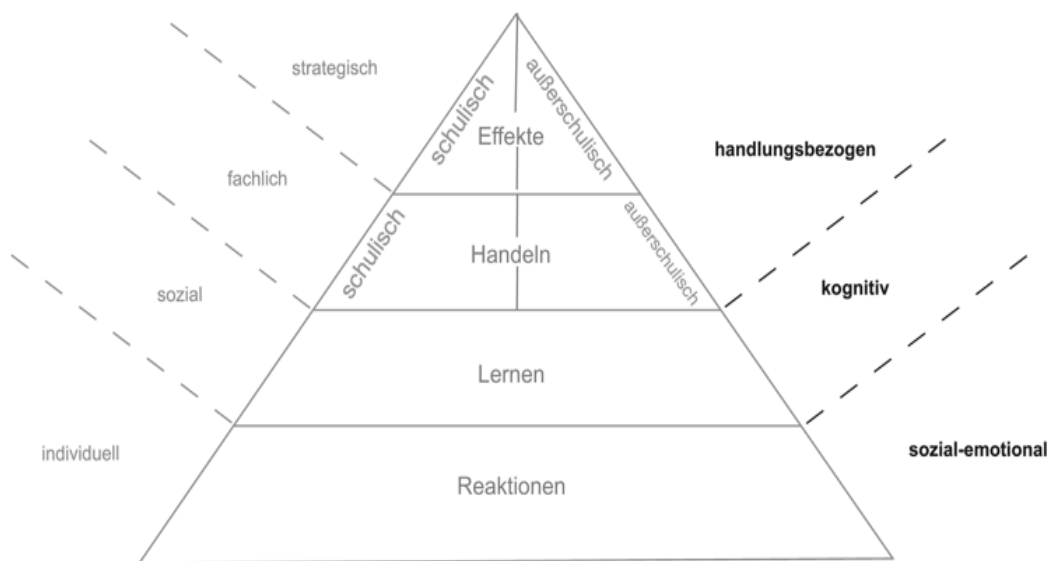 strategisch
schulisch
Effekte
außerschulisch
handlungsbezogen
fachlich
schulisch
Handeln
außerschulisch
sozial
kognitiv
Lernen
individuell
Reaktionen
sozial-emotional